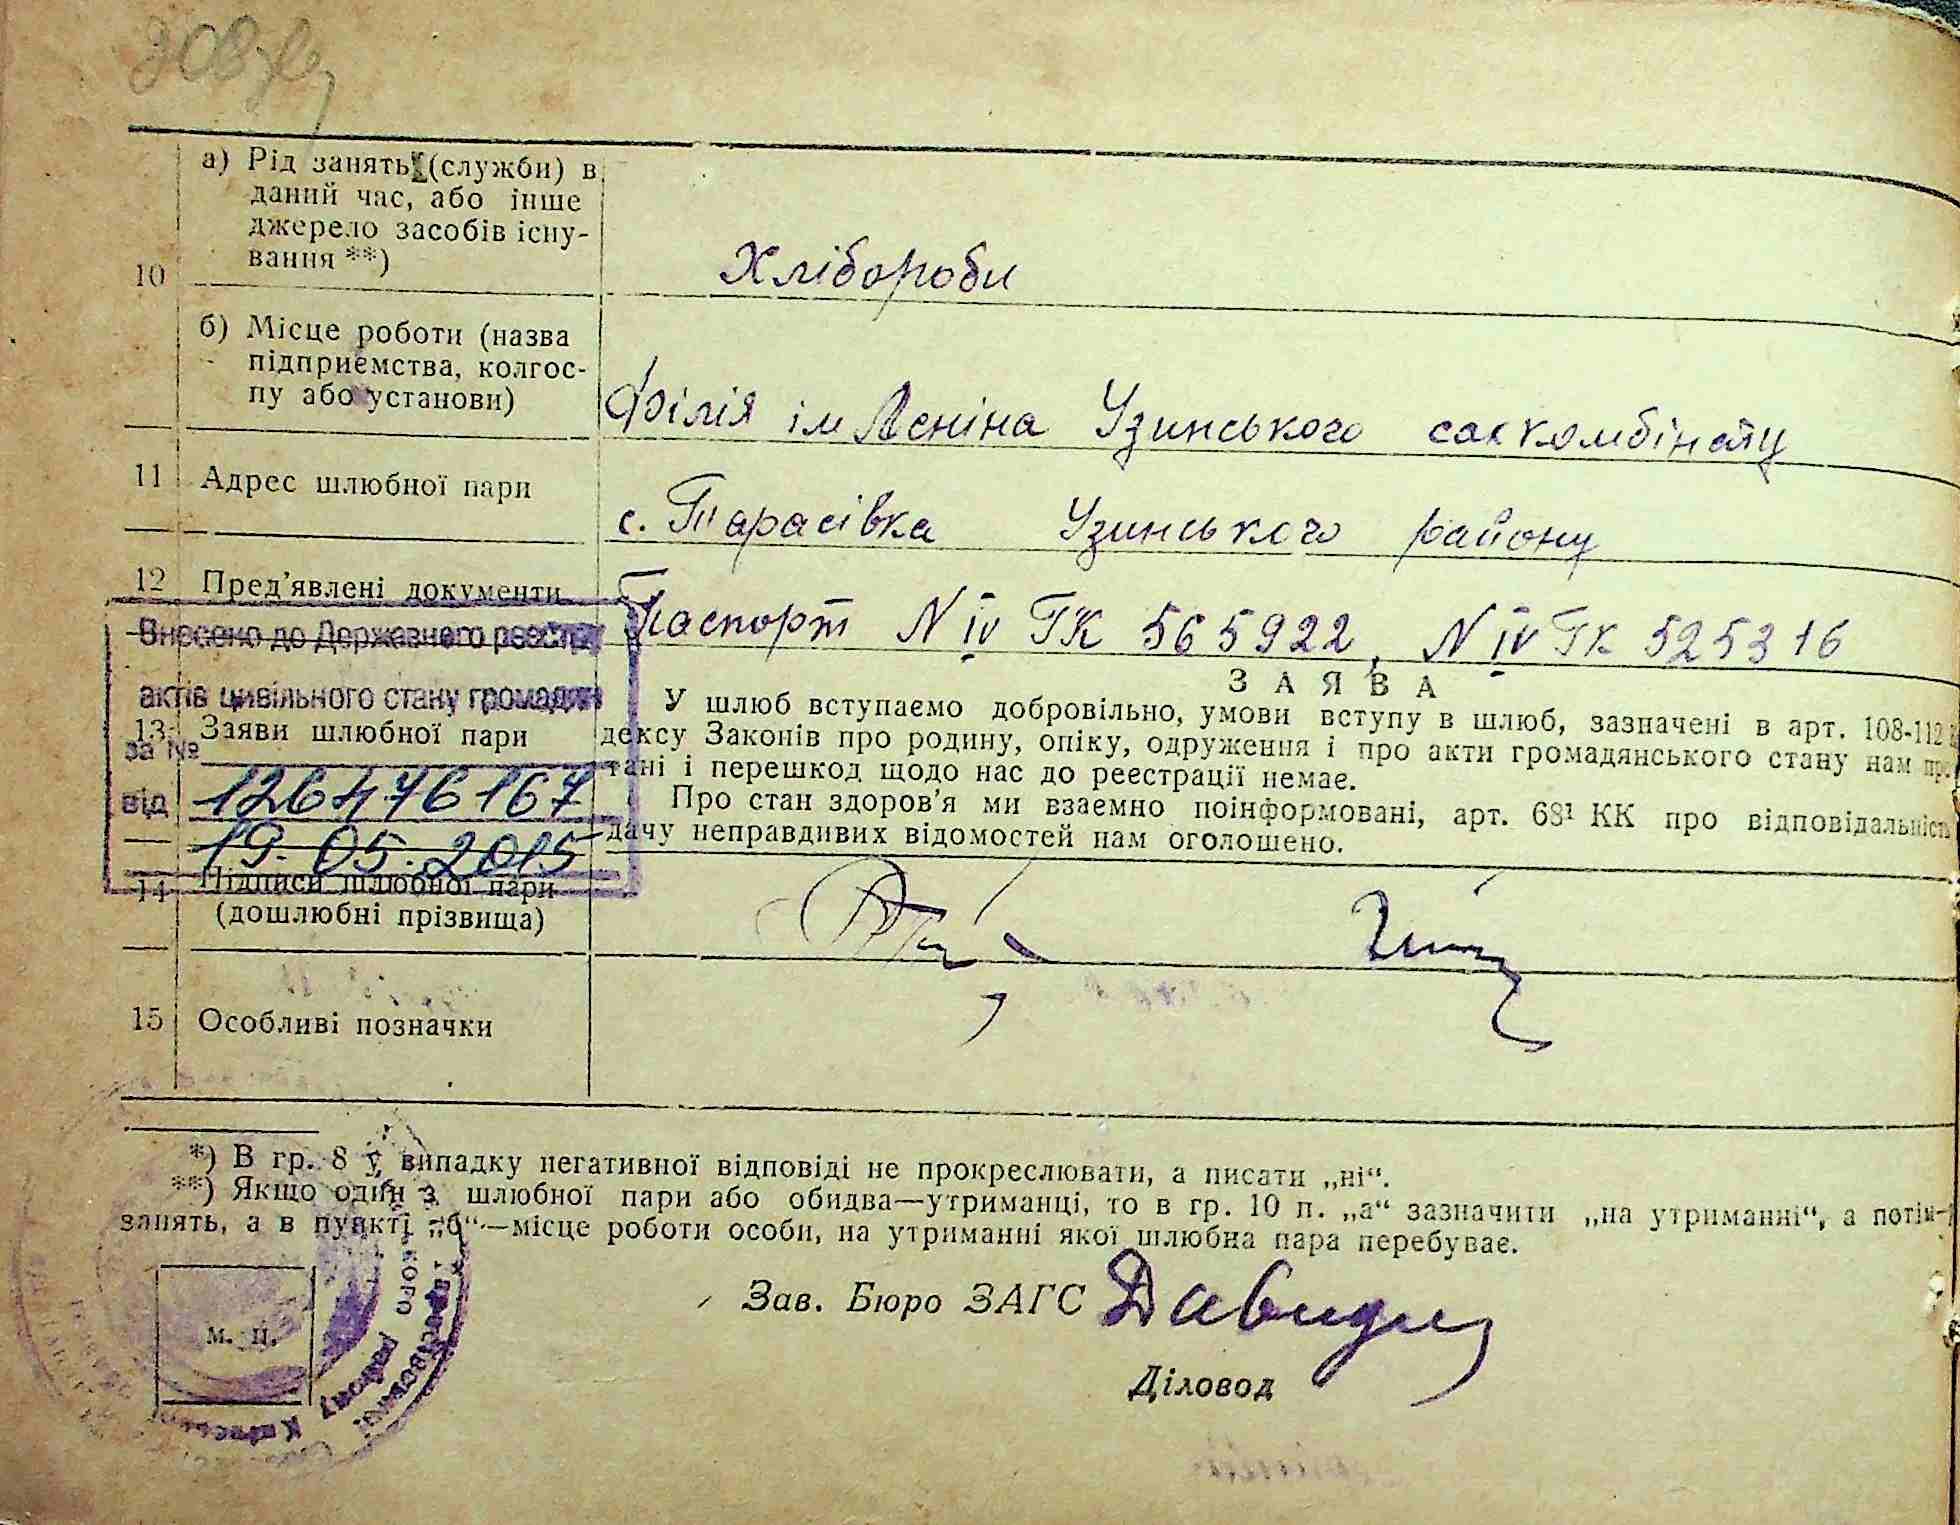 10
а) Рід занять (служби) в
даний час, або інше
джерело засобів існу-
вання **)
Хлібороби
б) Місце роботи (назва
підприємства, колгос-
пу або установи)
Філія ім Леніна Узинського сахкомбінату
11 Адрес шлюбної пари
с. Тарасівка Узинського району
12 Пред'явлені документи
Паспорт N IV ГК 565922, N IV ГК 525316
Внесено до Державного реєстру
актів цивільного стану громадян
за №
126476167
від
19.05.2015
13 Заяви шлюбної пари
ЗАЯВА
У шлюб вступаємо добровільно, умови вступу в шлюб, зазначені в арт. 108-112
дексу Законів про родину, опіку, одруження і про акти громадянського стану нам про
тані і перешкод щодо нас до реєстрації немає.
Про стан здоров'я ми взаємно поінформовані, арт. 68¹ КК про відповідальність
дачу неправдивих відомостей нам оголошено.
14 Підписи шлюбної пари
(дошлюбні прізвища)
15 Особливі позначки
*) В гр. 8 у випадку негативної відповіді не прокреслювати, а писати „ні“.
**) Якщо один з шлюбної пари або обидва—утриманці, то в гр. 10 п. „а“ зазначити „на утриманні“, а потім
занять, а в пункті „б“—місце роботи особи, на утриманні якої шлюбна пара перебуває.
Зав. Бюро ЗАГС
м. п.
Діловод
кого району